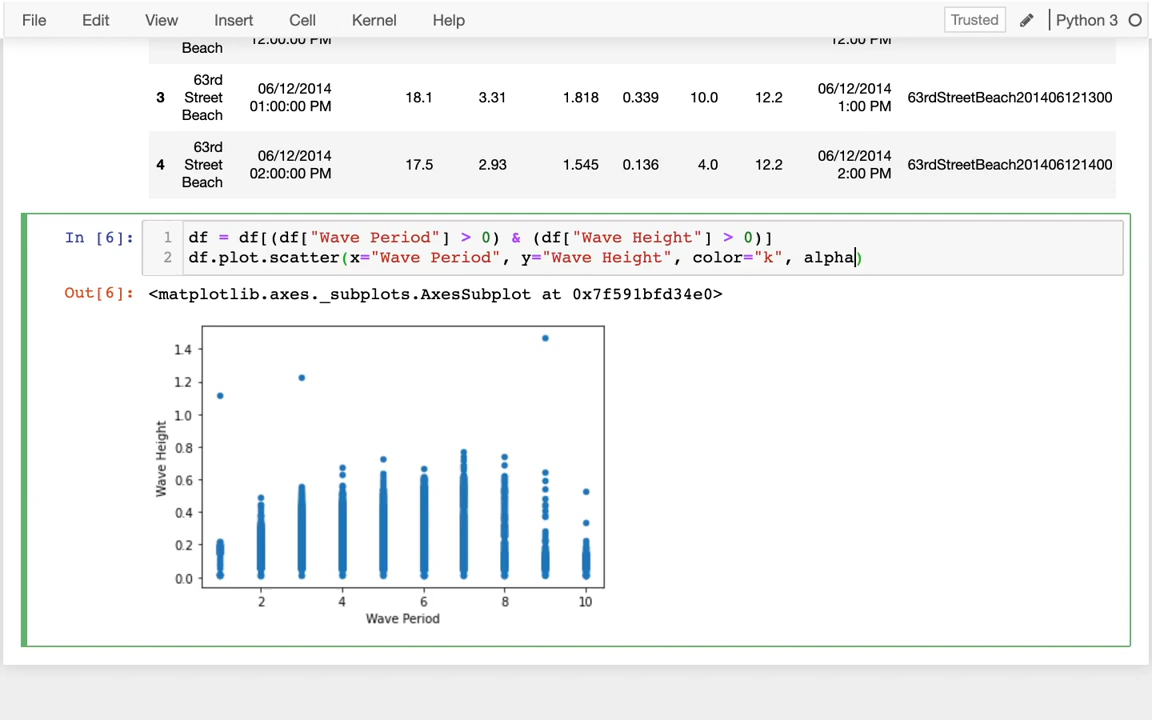 File Edit View Insert Cell Kernel Help Trusted Python 3
Beach 12:00:00 PM 12:00 PM
63rd
3 Street 06/12/2014 01:00:00 PM 18.1 3.31 1.818 0.339 10.0 12.2 06/12/2014 1:00 PM 63rdStreetBeach201406121300
Beach
63rd
4 Street 06/12/2014 02:00:00 PM 17.5 2.93 1.545 0.136 4.0 12.2 06/12/2014 2:00 PM 63rdStreetBeach201406121400
Beach
In [6]: 1 df = df[(df["Wave Period"] > 0) & (df["Wave Height"] > 0)]
2 df.plot.scatter(x="Wave Period", y="Wave Height", color="k", alpha)
Out[6]: <matplotlib.axes._subplots.AxesSubplot at 0x7f591bfd34e0>
1.4
1.2
1.0
0.8
0.6
0.4
0.2
0.0
Wave Height
2 4 6 8 10
Wave Period